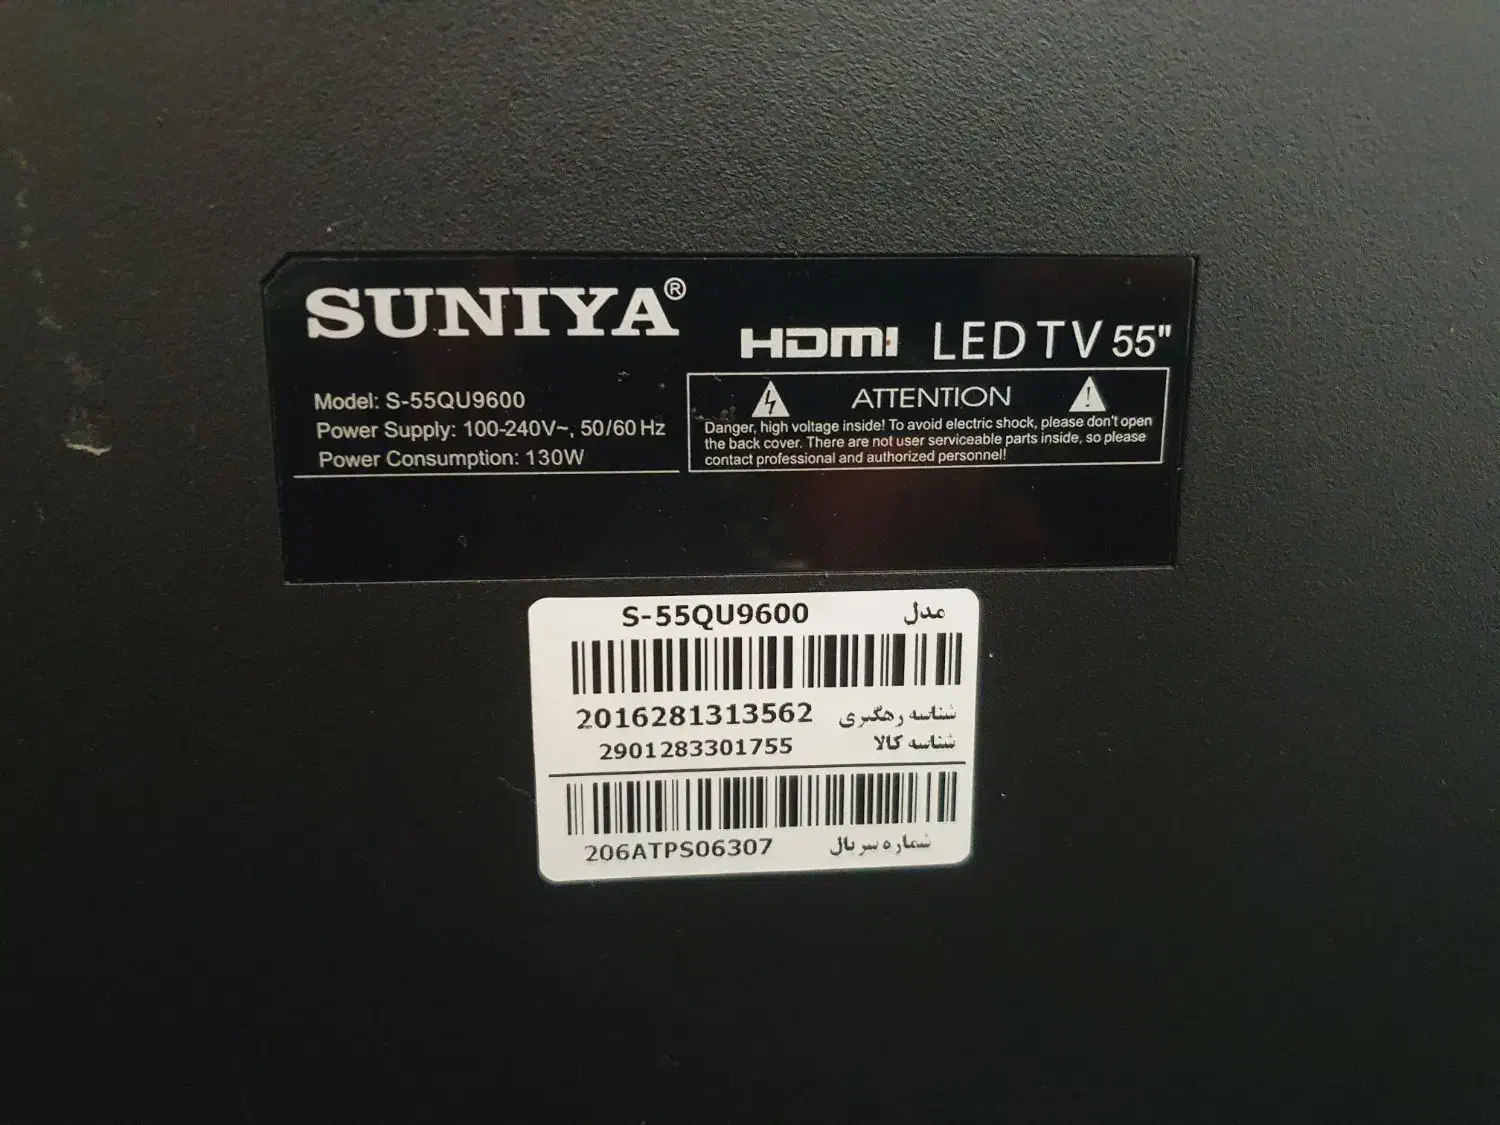 SUNIYA®
HDMI LED TV 55"
Model: S-55QU9600
Power Supply: 100-240V~, 50/60 Hz
Power Consumption: 130W
ATTENTION
Danger, high voltage inside! To avoid electric shock, please don't open
the back cover. There are not user serviceable parts inside, so please
contact professional and authorized personnel!
S-55QU9600 مدل
2016281313562 شناسه رهگیری
2901283301755 شناسه کالا
206ATPS06307 شماره سریال